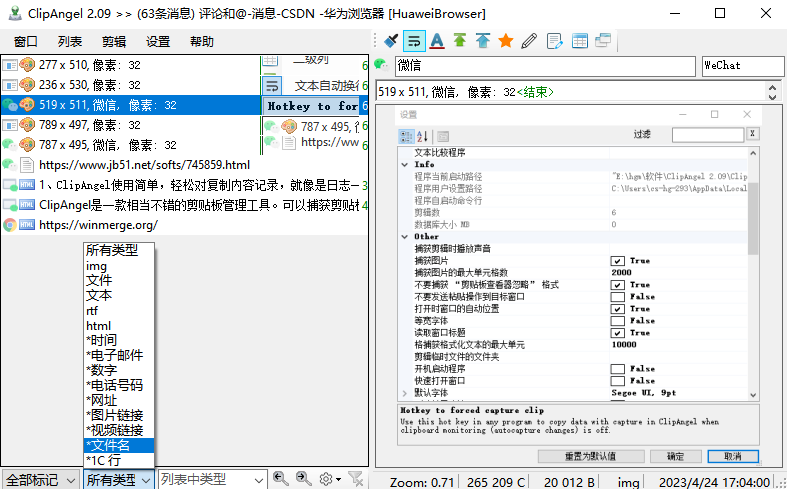 ClipAngel 2.09 >> (63条消息) 评论和@-消息-CSDN -华为浏览器 [HuaweiBrowser]
窗口 列表 剪辑 设置 帮助
277 x 510, 像素: 32
236 x 530, 像素: 32
519 x 511, 微信, 像素: 32
789 x 497, 像素: 32
787 x 495, 微信, 像素: 32
https://www.jb51.net/softs/745859.html
1、ClipAngel使用简单，轻松对复制内容记录，就像是日志一 3
ClipAngel是一款相当不错的剪贴板管理工具。可以捕获剪贴板 4
https://winmerge.org/
二级列
文本自动换行
Hotkey to for
787 x 495, 微
https://ww
所有类型
img
文件
文本
rtf
html
*时间
*电子邮件
*数字
*电话号码
*网址
*图片链接
*视频链接
*文件名
*1C 行
全部标记 所有类型 列表中类型
微信 WeChat
519 x 511, 微信, 像素: 32<结束>
设置
过滤 X
文本比较程序
Info
程序当前启动路径 "E:\hgm\软件\ClipAngel 2.09\Clip
程序用户设置路径 C:\Users\cs-hg-293\AppData\Local
程序自启动命令行
剪辑数 6
数据库大小 MB 0
Other
捕获剪辑时播放声音
捕获图片 True
捕获图片的最大单元格数 2000
不要捕获 “剪贴板查看器忽略” 格式 True
不要发送粘贴操作到目标窗口 False
打开时窗口的自动位置 True
等宽字体 False
读取窗口标题 True
格捕获格式化文本的最大单元 10000
剪辑临时文件的文件夹
开机启动程序 False
快速打开窗口 False
默认字体 Segoe UI, 9pt
Hotkey to forced capture clip
Use this hot key in any program to copy data with capture in ClipAngel when
clipboard monitoring (autocapture changes) is off.
重置为默认值 确定 取消
Zoom: 0.71 265 209 C 20 012 B img 2023/4/24 17:04:00